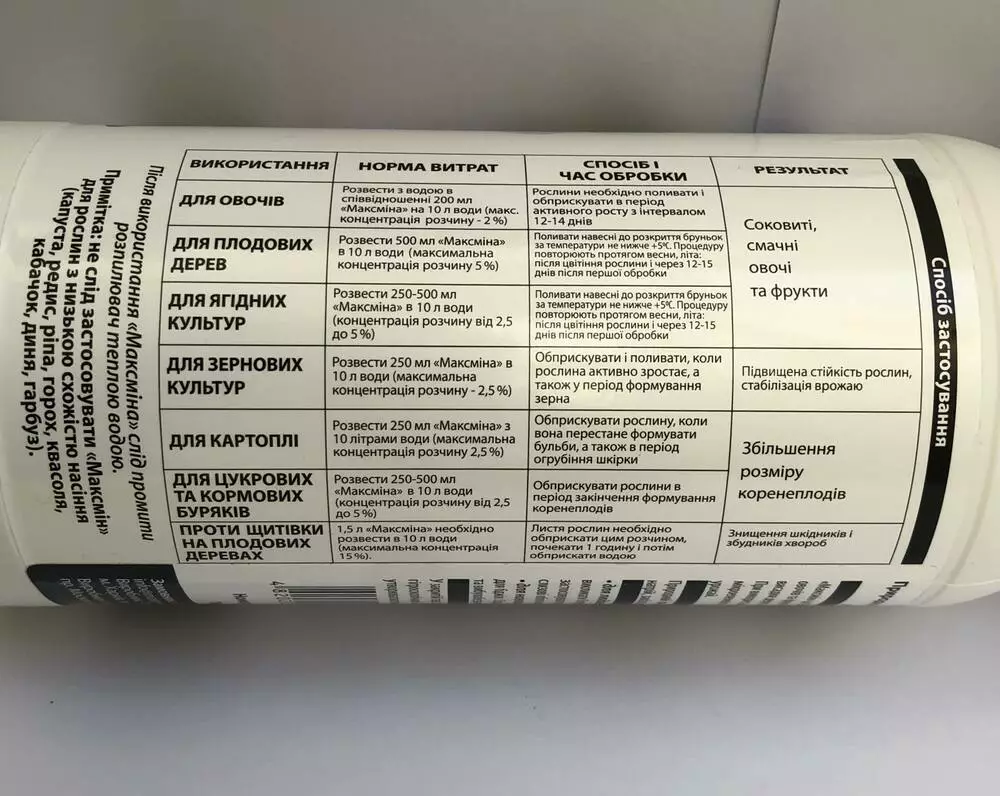 Спосіб застосування
ВИКОРИСТАННЯ
НОРМА ВИТРАТ
СПОСІБ І
ЧАС ОБРОБКИ
РЕЗУЛЬТАТ
ДЛЯ ОВОЧІВ
Розвести з водою в
співвідношенні 200 мл
«Максміна» на 10 л води (макс.
концентрація розчину - 2%)
Рослини необхідно поливати і
обприскувати в період
активного росту з інтервалом
12-14 днів
Соковиті,
смачні
овочі
та фрукти
ДЛЯ ПЛОДОВИХ
ДЕРЕВ
Розвести 500 мл «Максміна»
в 10 л води (максимальна
концентрація розчину 5%)
Поливати навесні до розкриття бруньок
за температури не нижче +5°С. Процедуру
повторюють протягом весни, літа:
після цвітіння рослини і через 12-15
днів після першої обробки
ДЛЯ ЯГІДНИХ
КУЛЬТУР
Розвести 250-500 мл
«Максміна» в 10 л води
(концентрація розчину від 2,5
до 5%)
Поливати навесні до розкриття бруньок
за температури не нижче +5°С. Процедуру
повторюють протягом весни, літа:
після цвітіння рослини і через 12-15
днів після першої обробки
ДЛЯ ЗЕРНОВИХ
КУЛЬТУР
Розвести 250 мл «Максміна» в
10 л води (максимальна
концентрація розчину - 2,5%)
Обприскувати і поливати, коли
рослина активно зростає, а
також у період формування
зерна
Підвищена стійкість рослин,
стабілізація врожаю
ДЛЯ КАРТОПЛІ
Розвести 250 мл «Максміна» з
10 літрами води (максимальна
концентрація розчину 2,5%)
Обприскувати рослину, коли
вона перестане формувати
бульби, а також в період
огрубіння шкірки
Збільшення
розміру
коренеплодів
ДЛЯ ЦУКРОВИХ
ТА КОРМОВИХ
БУРЯКІВ
Розвести 250-500 мл
«Максміна» в 10 л води
(концентрація розчину від 2,5
до 5%)
Обприскувати рослини в
період закінчення формування
коренеплодів
ПРОТИ ЩИТІВКИ
НА ПЛОДОВИХ
ДЕРЕВАХ
1,5 л «Максміна» необхідно
розвести в 10 л води
(максимальна концентрація
15%).
Листя рослин необхідно
обприскати цим розчином,
почекати 1 годину і потім
обприскати водою
Знищення шкідників і
збудників хвороб
Після використання «Максміна» слід промити
розпилювач теплою водою.
Примітка: не слід застосовувати «Максмін»
для рослин з низькою схожістю насіння
(капуста, редис, ріпа, горох, квасоля,
кабачок, диня, гарбуз).